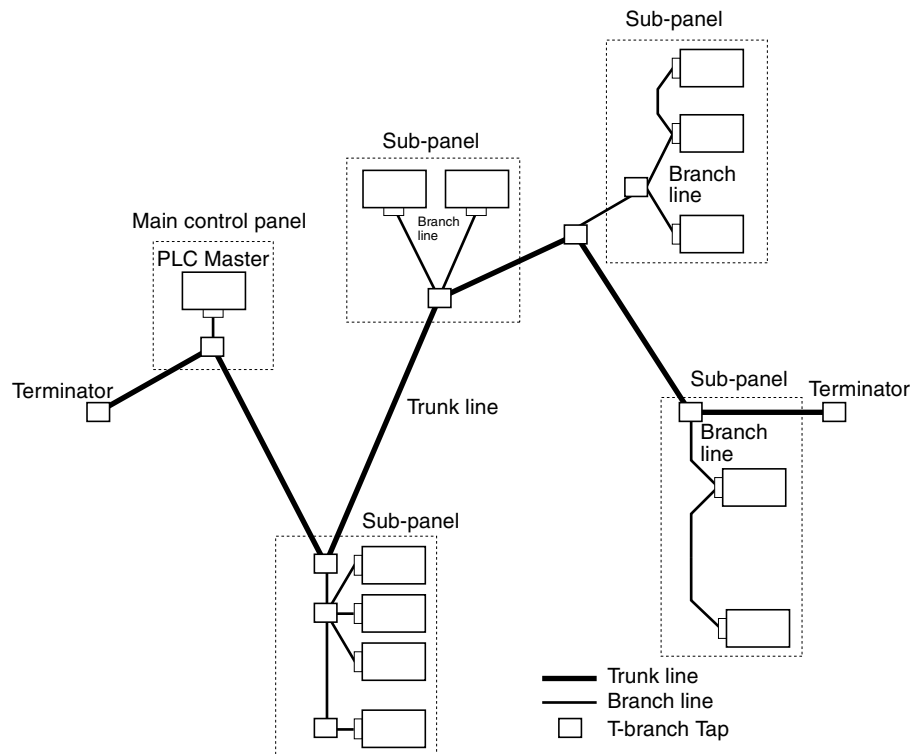 Sub-panel
Sub-panel
Branch
line
Branch
line
Main control panel
PLC Master
Terminator
Trunk line
Sub-panel
Terminator
Branch
line
Sub-panel
Trunk line
Branch line
T-branch Tap